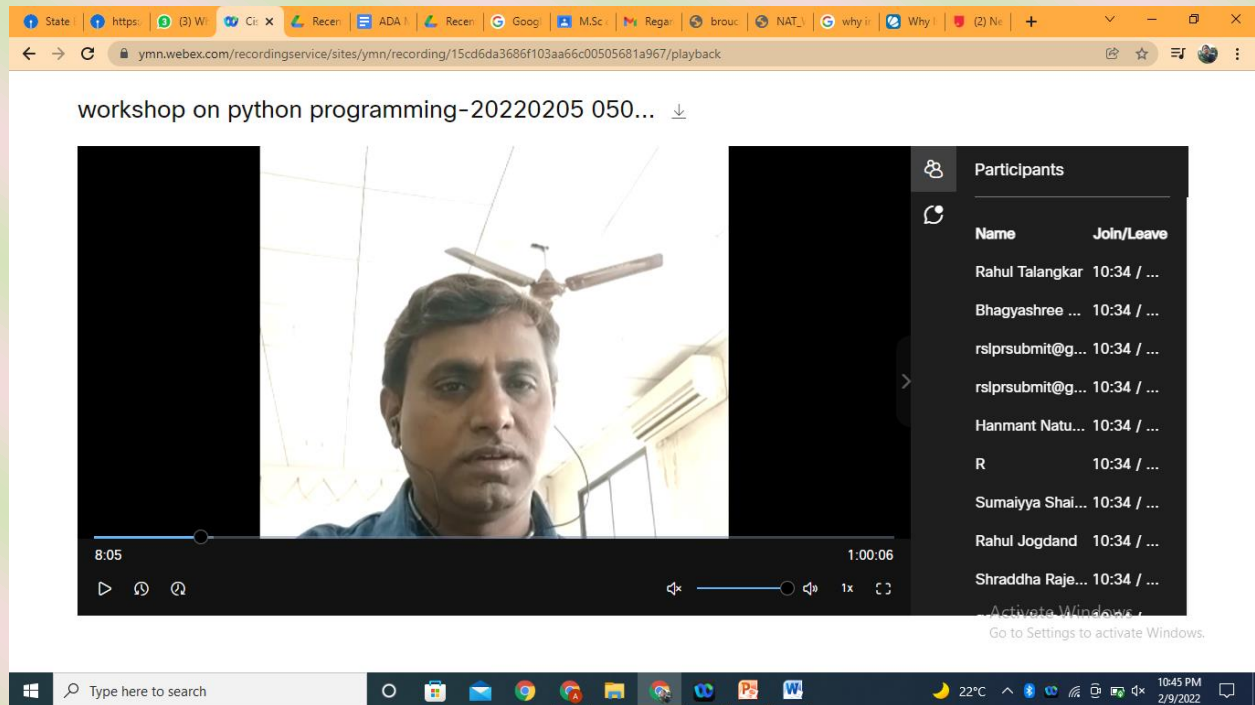 State
https:
(3) W
Cis
Recen
ADA
Recen
Googl
M.Sc
Regar
brouc
NAT_
why i
Why
(2) Ne
ymn.webex.com/recordingservice/sites/ymn/recording/15cd6da3686f103aa66c00505681a967/playback
workshop on python programming-20220205 050...
Participants
Name Join/Leave
Rahul Talangkar 10:34 / ...
Bhagyashree ... 10:34 / ...
rslprsubmit@g... 10:34 / ...
rslprsubmit@g... 10:34 / ...
Hanmant Natu... 10:34 / ...
R 10:34 / ...
Sumaiyya Shai... 10:34 / ...
Rahul Jogdand 10:34 / ...
Shraddha Raje... 10:34 / ...
8:05 1:00:06
1x
Activate Windows
Go to Settings to activate Windows.
Type here to search
22°C
10:45 PM
2/9/2022